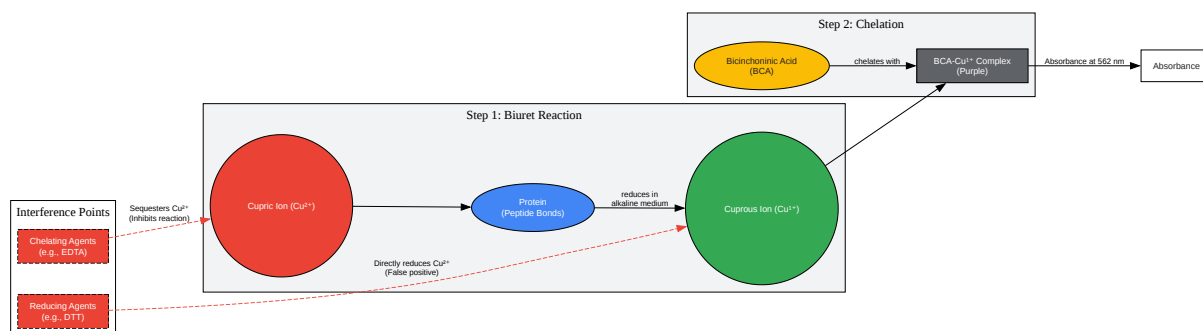 Step 2: Chelation
Bicinchoninic Acid
(BCA)
chelates with
BCA-Cu¹⁺ Complex
(Purple)
Absorbance at 562 nm
Absorbance
Step 1: Biuret Reaction
Cupric Ion (Cu²⁺)
Protein
(Peptide Bonds)
reduces in
alkaline medium
Cuprous Ion (Cu¹⁺)
Interference Points
Chelating Agents
(e.g., EDTA)
Sequesters Cu²⁺
(Inhibits reaction)
Reducing Agents
(e.g., DTT)
Directly reduces Cu²⁺
(False positive)